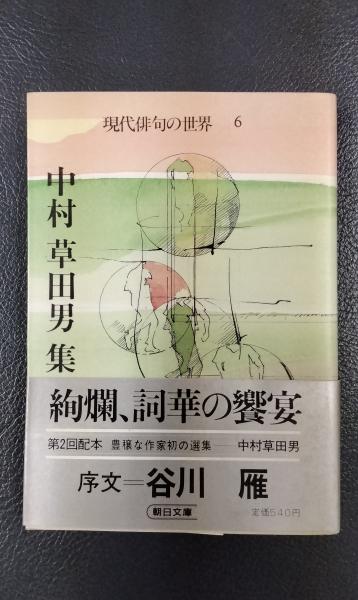 現代俳句の世界 6
中村草田男集
絢爛、詞華の饗宴
第2回配本 豊穣な作家初の選集──中村草田男
序文=谷川 雁
朝日文庫
定価540円